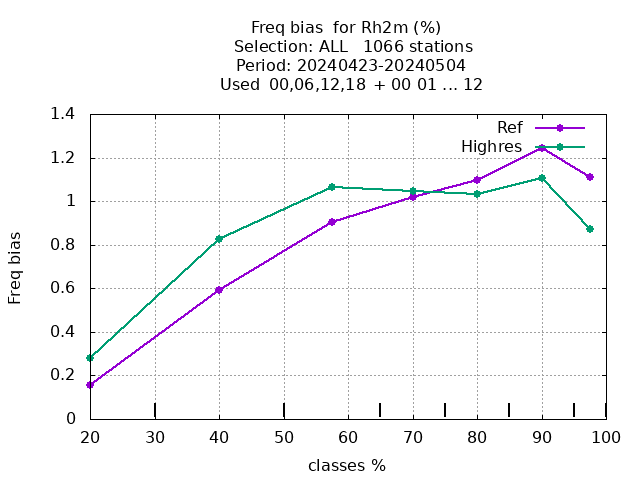 Freq bias  for Rh2m (%)
Selection: ALL   1066 stations
Period: 20240423-20240504
Used  00,06,12,18  + 00 01 ... 12
1.4
1.2
1
0.8
0.6
0.4
0.2
0
Freq bias
Ref
Highres
20 30 40 50 60 70 80 90 100
classes %